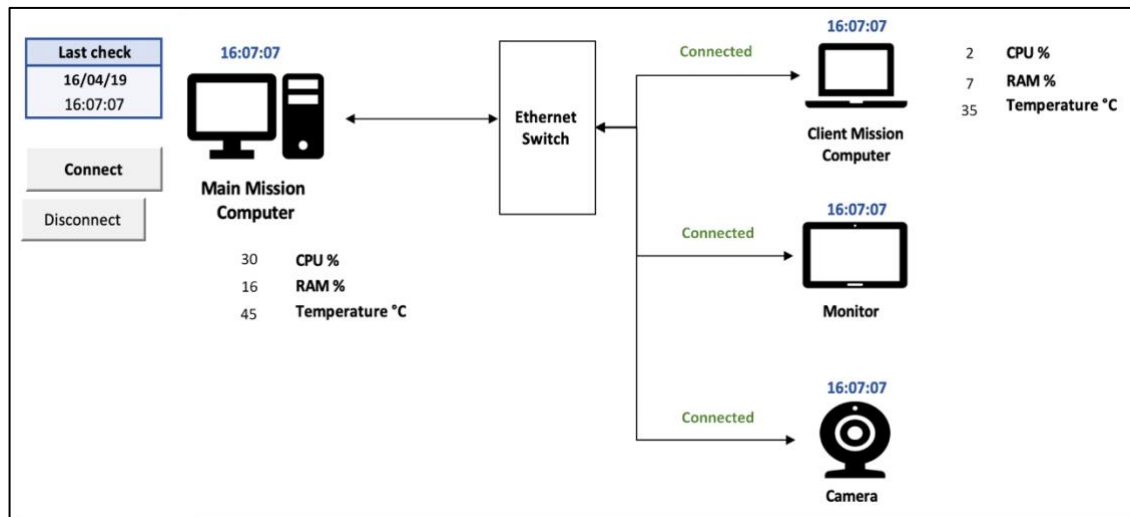 Last check
16/04/19
16:07:07
Connect
Disconnect
16:07:07
Main Mission
Computer
30 CPU %
16 RAM %
45 Temperature °C
Ethernet
Switch
Connected
16:07:07
Client Mission
Computer
2 CPU %
7 RAM %
35 Temperature °C
Connected
16:07:07
Monitor
Connected
16:07:07
Camera